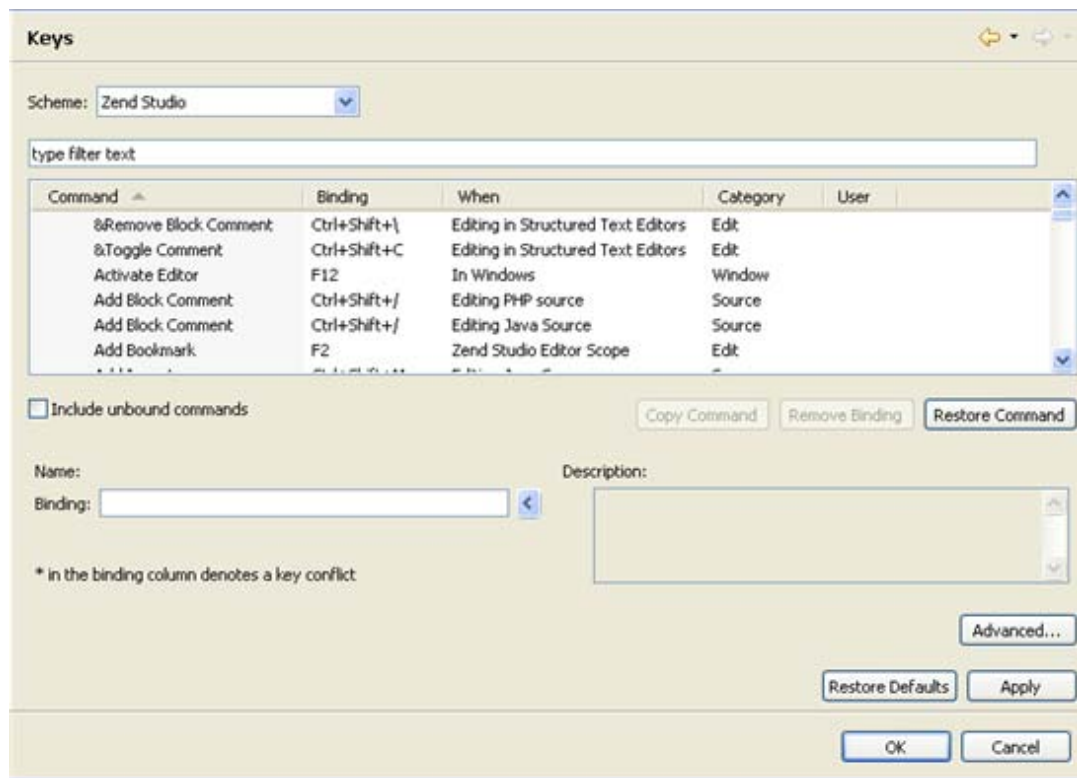 Keys
Scheme: Zend Studio
type filter text
Command Binding When Category User
&Remove Block Comment Ctrl+Shift+\ Editing in Structured Text Editors Edit
&Toggle Comment Ctrl+Shift+C Editing in Structured Text Editors Edit
Activate Editor F12 In Windows Window
Add Block Comment Ctrl+Shift+/ Editing PHP source Source
Add Block Comment Ctrl+Shift+/ Editing Java Source Source
Add Bookmark F2 Zend Studio Editor Scope Edit
Include unbound commands Copy Command Remove Binding Restore Command
Name: Description:
Binding:
* in the binding column denotes a key conflict
Advanced...
Restore Defaults Apply
OK Cancel